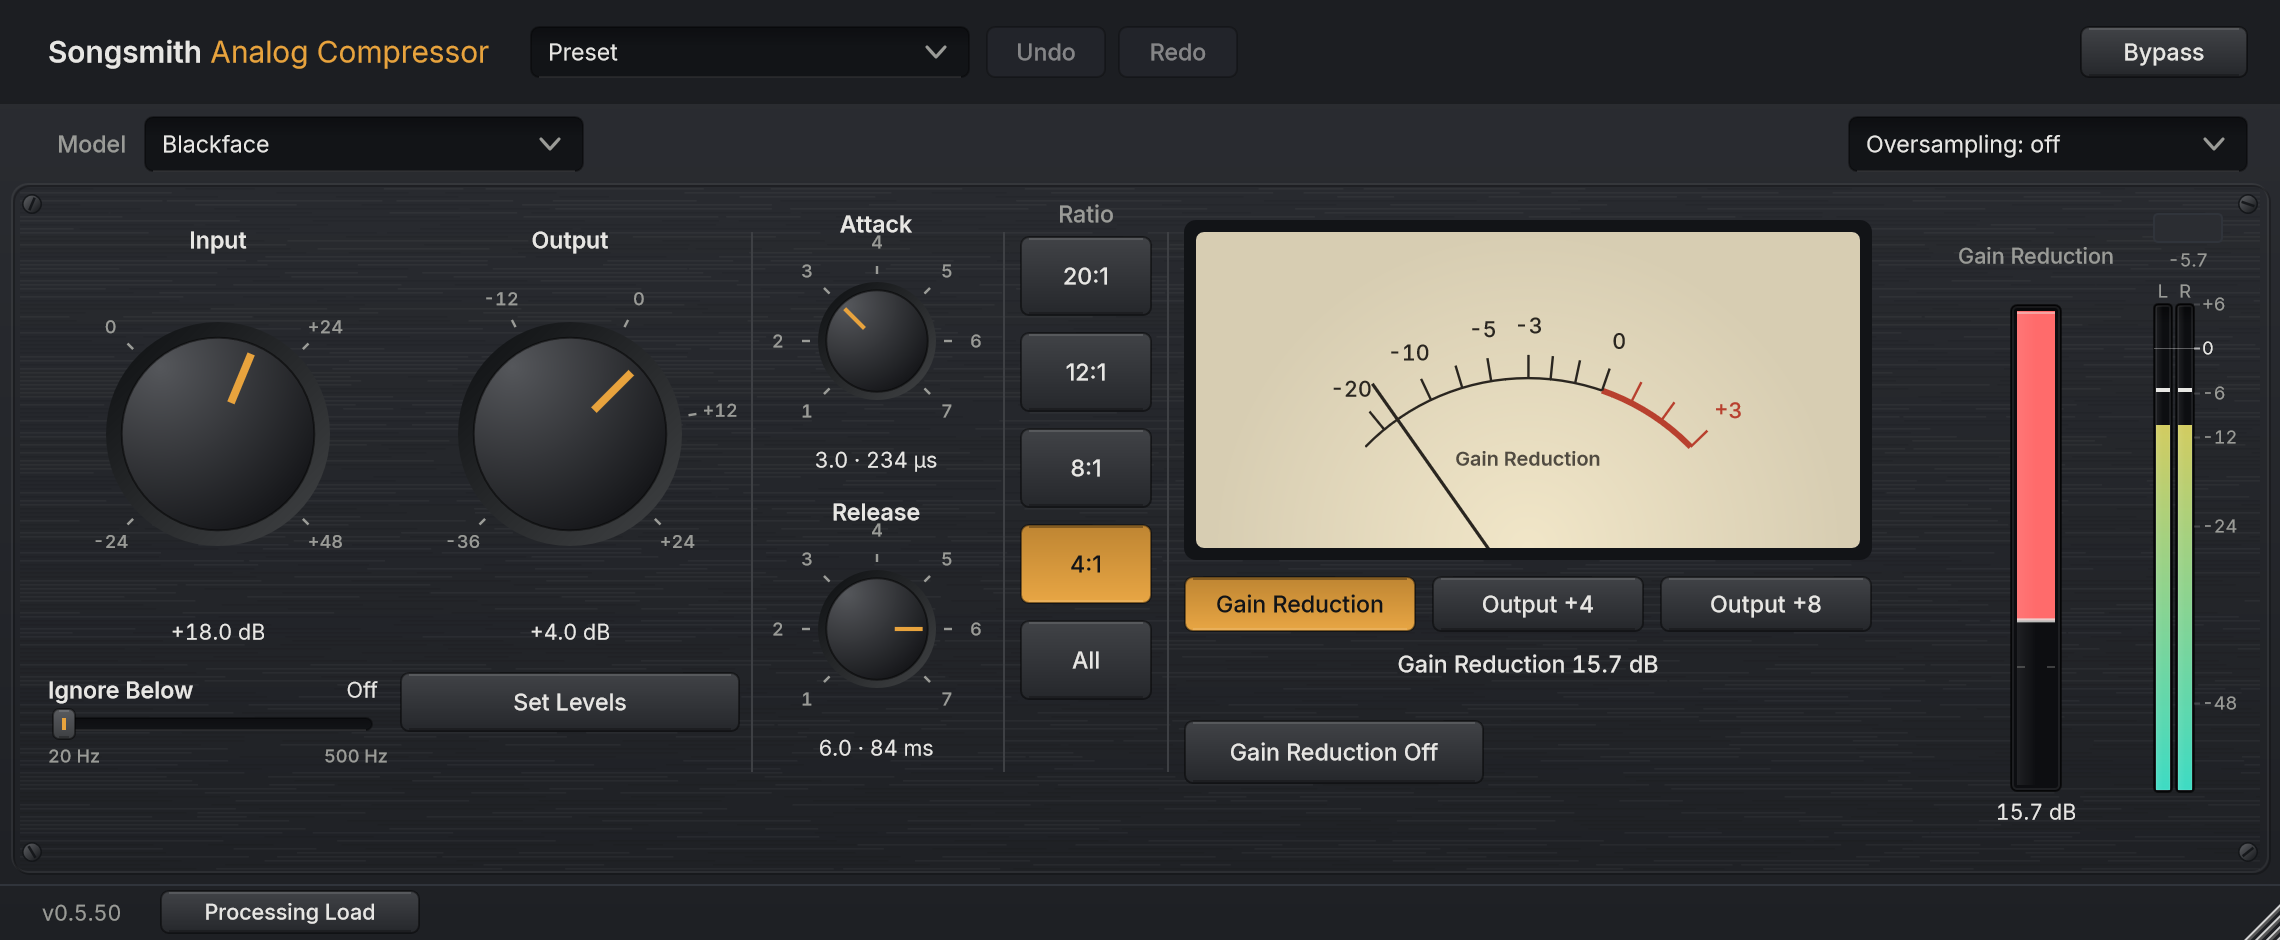 Songsmith Analog Compressor
Preset
Undo
Redo
Bypass
Model
Blackface
Oversampling: off
Input
0
+24
-24
+48
+18.0 dB
Output
-12
0
+12
-36
+24
+4.0 dB
Ignore Below
Off
20 Hz
500 Hz
Set Levels
Attack
4
3
5
2
6
1
7
3.0 · 234 µs
Release
4
3
5
2
6
1
7
6.0 · 84 ms
Ratio
20:1
12:1
8:1
4:1
All
-20
-10
-5
-3
0
+3
Gain Reduction
Gain Reduction
Output +4
Output +8
Gain Reduction 15.7 dB
Gain Reduction Off
Gain Reduction
15.7 dB
-5.7
L R
+6
-0
-6
-12
-24
-48
v0.5.50
Processing Load